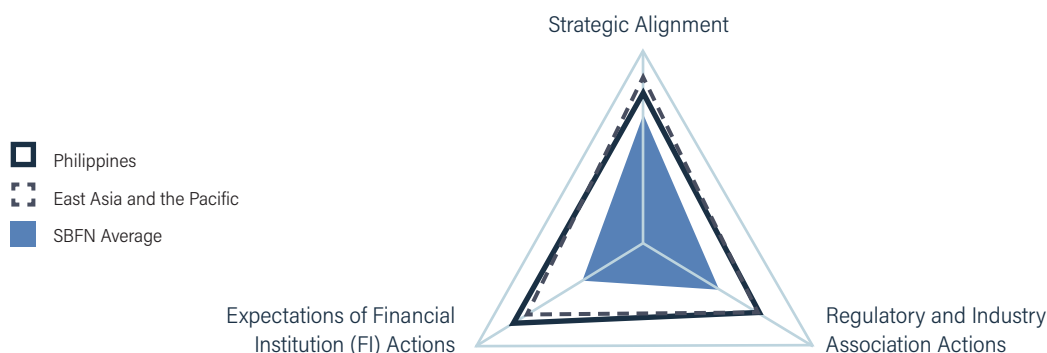 Strategic Alignment
Philippines
East Asia and the Pacific
SBFN Average
Expectations of Financial
Institution (FI) Actions
Regulatory and Industry
Association Actions